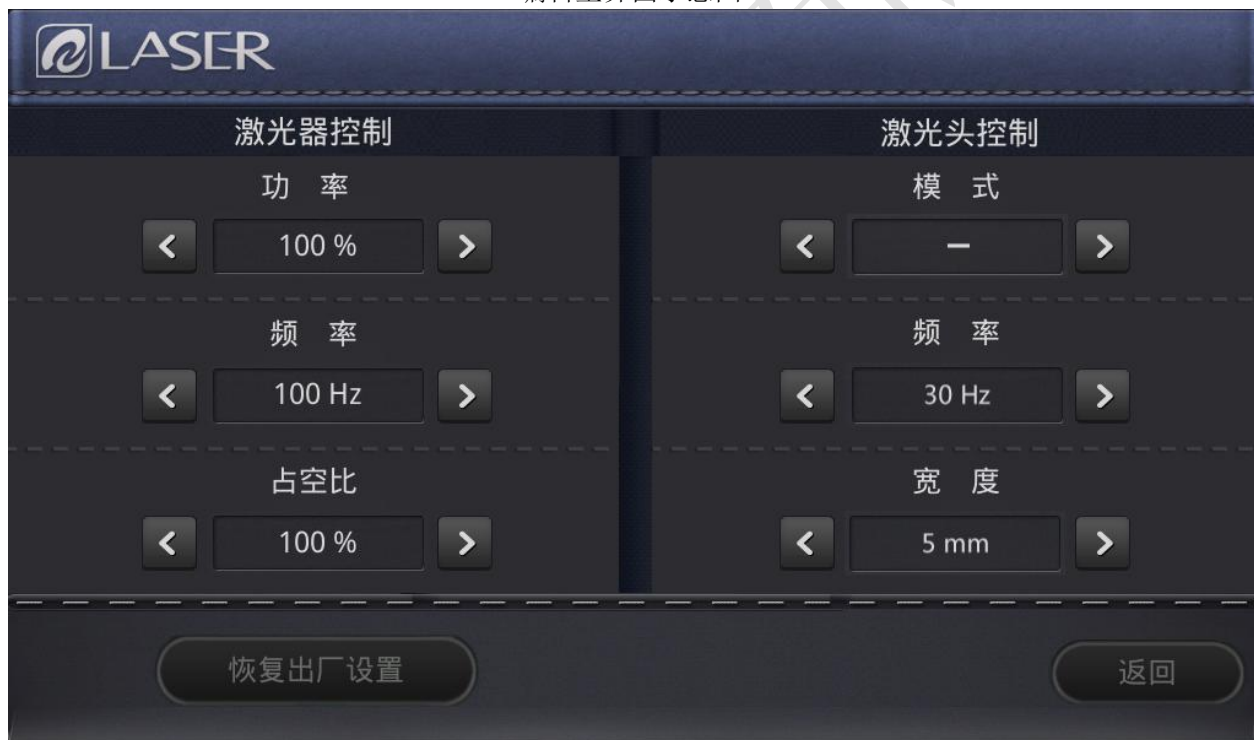 LASER
激光器控制
激光头控制
功 率
模 式
100 %
—
频 率
频 率
100 Hz
30 Hz
占空比
宽 度
100 %
5 mm
恢复出厂设置
返回